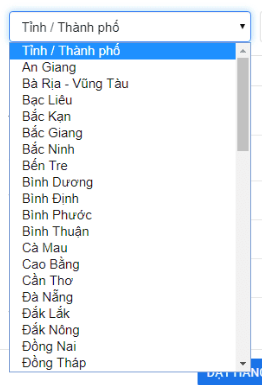 Tỉnh / Thành phố
Tỉnh / Thành phố
An Giang
Bà Rịa - Vũng Tàu
Bạc Liêu
Bắc Kạn
Bắc Giang
Bắc Ninh
Bến Tre
Bình Dương
Bình Định
Bình Phước
Bình Thuận
Cà Mau
Cao Bằng
Cần Thơ
Đà Nẵng
Đắk Lắk
Đắk Nông
Đồng Nai
Đồng Tháp